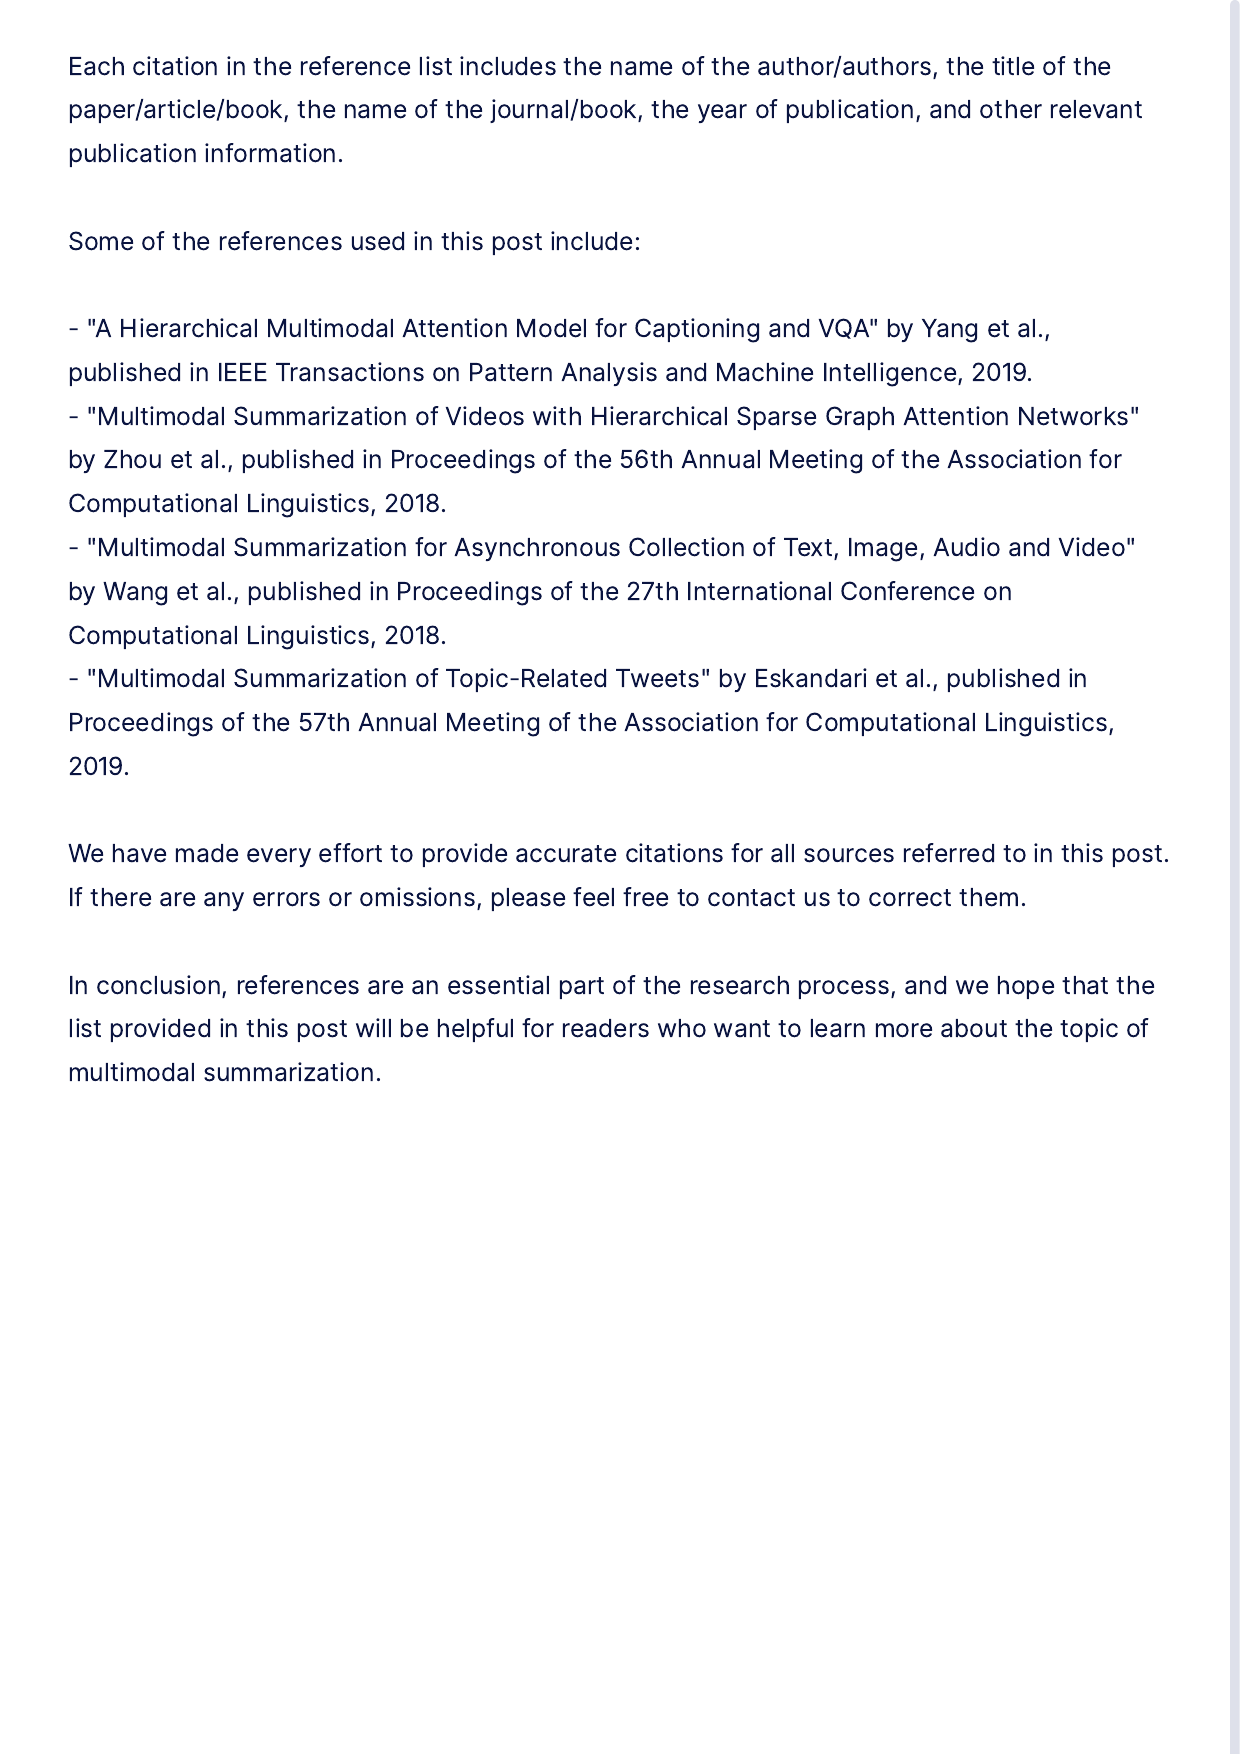 Each citation in the reference list includes the name of the author/authors, the title of the
paper/article/book, the name of the journal/book, the year of publication, and other relevant
publication information.
Some of the references used in this post include:
- "A Hierarchical Multimodal Attention Model for Captioning and VQA" by Yang et al.,
published in IEEE Transactions on Pattern Analysis and Machine Intelligence, 2019.
- "Multimodal Summarization of Videos with Hierarchical Sparse Graph Attention Networks"
by Zhou et al., published in Proceedings of the 56th Annual Meeting of the Association for
Computational Linguistics, 2018.
- "Multimodal Summarization for Asynchronous Collection of Text, Image, Audio and Video"
by Wang et al., published in Proceedings of the 27th International Conference on
Computational Linguistics, 2018.
- "Multimodal Summarization of Topic-Related Tweets" by Eskandari et al., published in
Proceedings of the 57th Annual Meeting of the Association for Computational Linguistics,
2019.
We have made every effort to provide accurate citations for all sources referred to in this post.
If there are any errors or omissions, please feel free to contact us to correct them.
In conclusion, references are an essential part of the research process, and we hope that the
list provided in this post will be helpful for readers who want to learn more about the topic of
multimodal summarization.